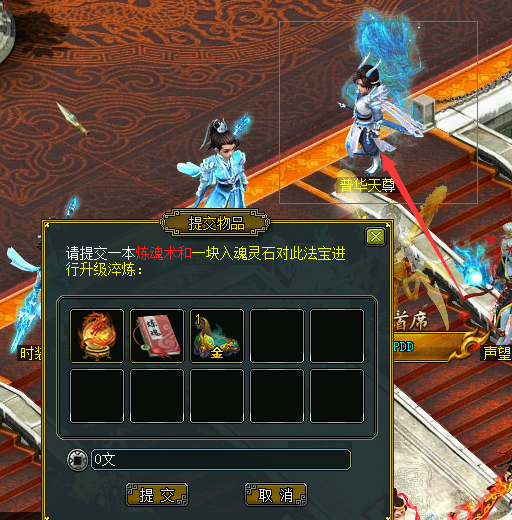 普华天尊
提交物品
请提交一本炼魂术和一块入魂灵石对此法宝进
行升级淬炼：
炼魂
1
金
首席
PDD
时装
声望
0文
提 交
取 消